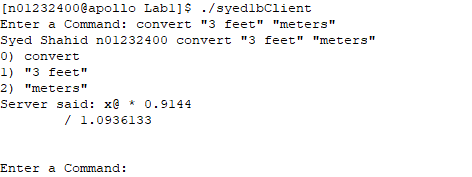 [n01232400@apollo Lab1]$ ./syed1bClient
Enter a Command: convert "3 feet" "meters"
Syed Shahid n01232400 convert "3 feet" "meters"
0) convert
1) "3 feet"
2) "meters"
Server said: x@ * 0.9144
/ 1.0936133
Enter a Command: